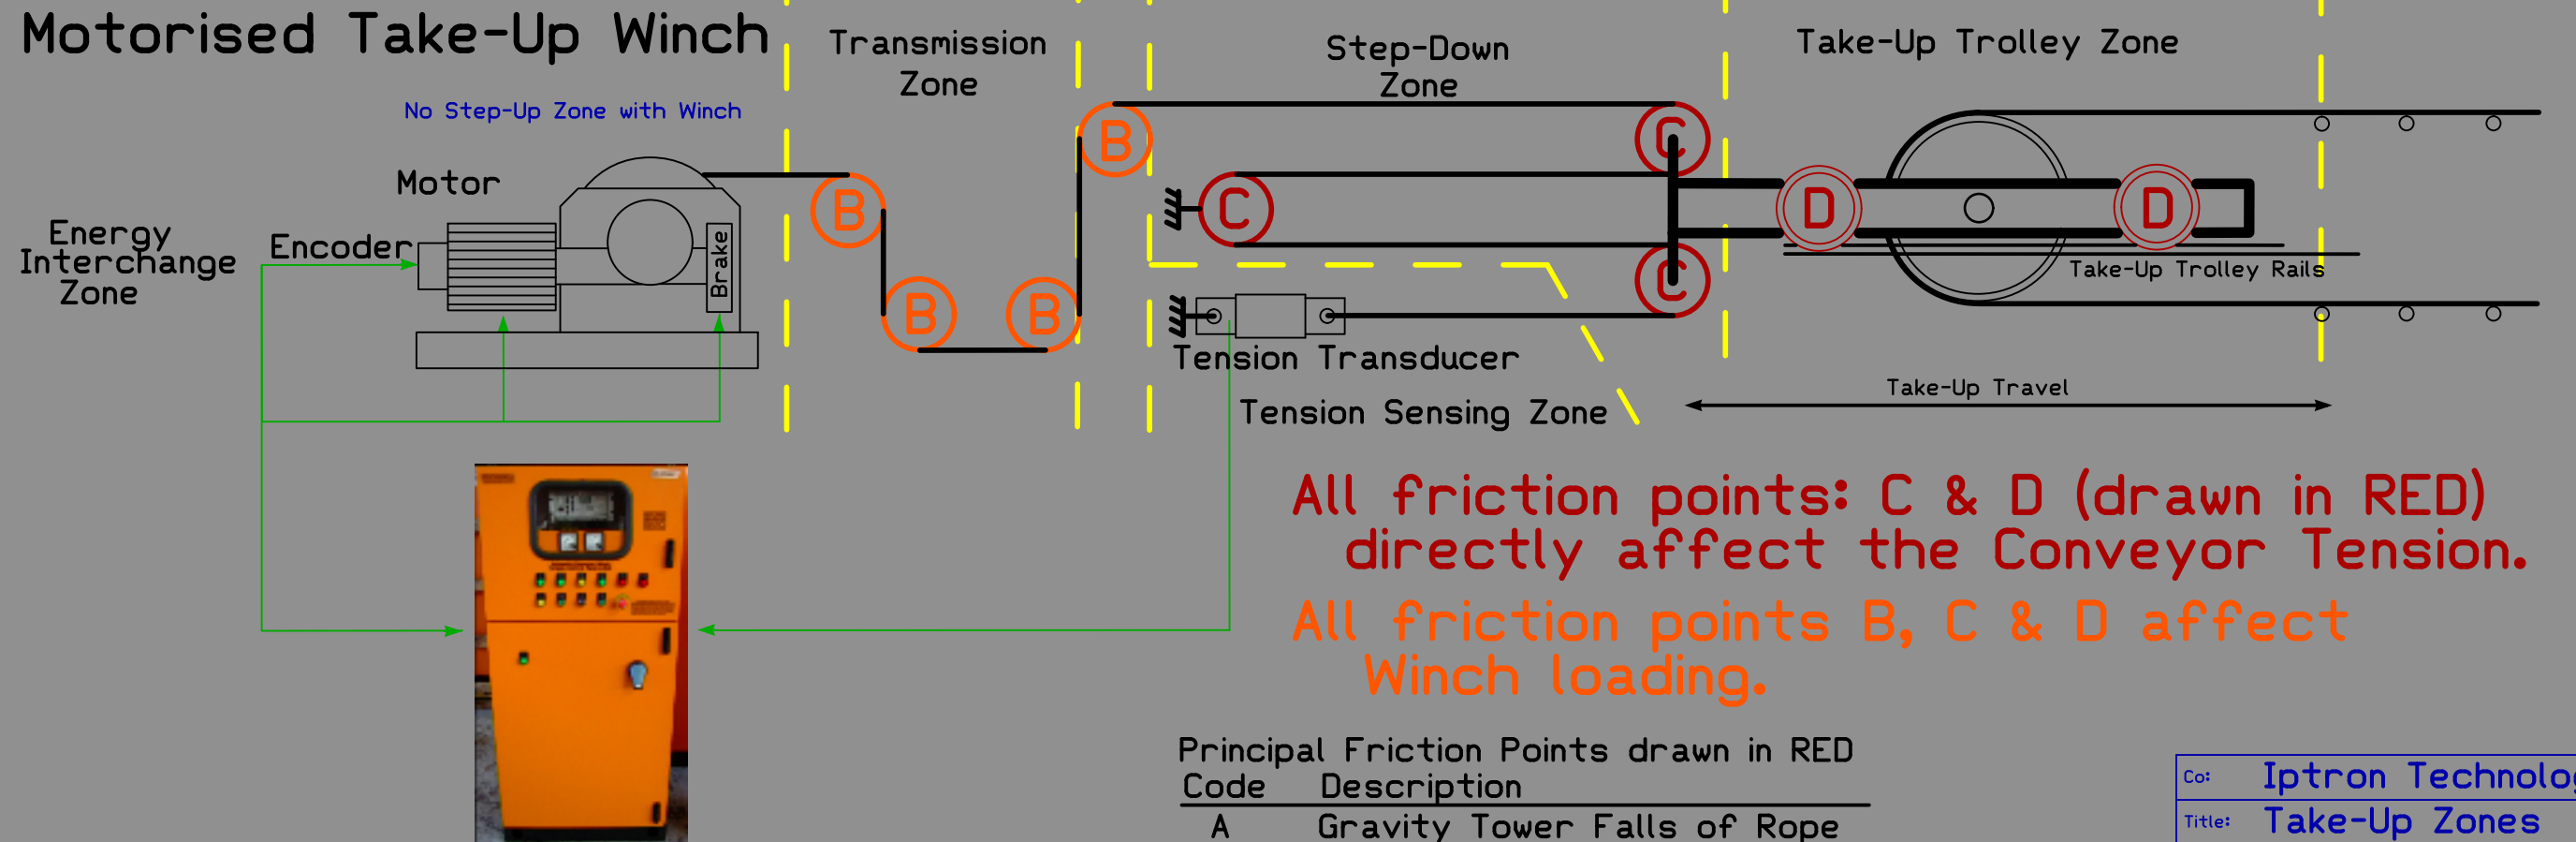 Motorised Take-Up Winch
No Step-Up Zone with Winch
Transmission
Zone
Step-Down
Zone
Take-Up Trolley Zone
Motor
Energy
Interchange
Zone
Encoder
Brake
B
B
B
B
C
C
C
D
D
Take-Up Trolley Rails
Tension Transducer
Tension Sensing Zone
Take-Up Travel
All friction points: C & D (drawn in RED)
directly affect the Conveyor Tension.
All friction points B, C & D affect
Winch loading.
Principal Friction Points drawn in RED
Code Description
A Gravity Tower Falls of Rope
Co: Iptron Technolog
Title: Take-Up Zones